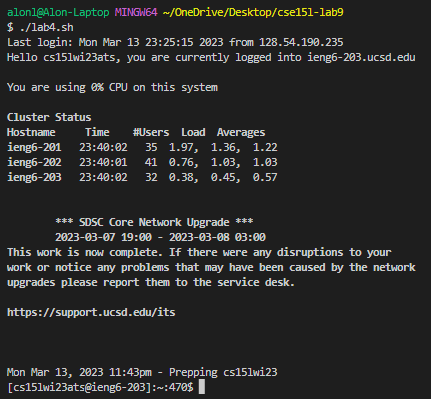 alonl@Alon-Laptop MINGW64 ~/OneDrive/Desktop/cse15l-lab9
$ ./lab4.sh
Last login: Mon Mar 13 23:25:15 2023 from 128.54.190.235
Hello cs15lwi23ats, you are currently logged into ieng6-203.ucsd.edu
You are using 0% CPU on this system
Cluster Status
Hostname     Time    #Users  Load  Averages
ieng6-201   23:40:02   35  1.97,  1.36,  1.22
ieng6-202   23:40:01   41  0.76,  1.03,  1.03
ieng6-203   23:40:02   32  0.38,  0.45,  0.57
*** SDSC Core Network Upgrade ***
2023-03-07 19:00 - 2023-03-08 03:00
This work is now complete. If there were any disruptions to your
work or notice any problems that may have been caused by the network
upgrades please report them to the service desk.
https://support.ucsd.edu/its
Mon Mar 13, 2023 11:43pm - Prepping cs15lwi23
[cs15lwi23ats@ieng6-203]:~:470$